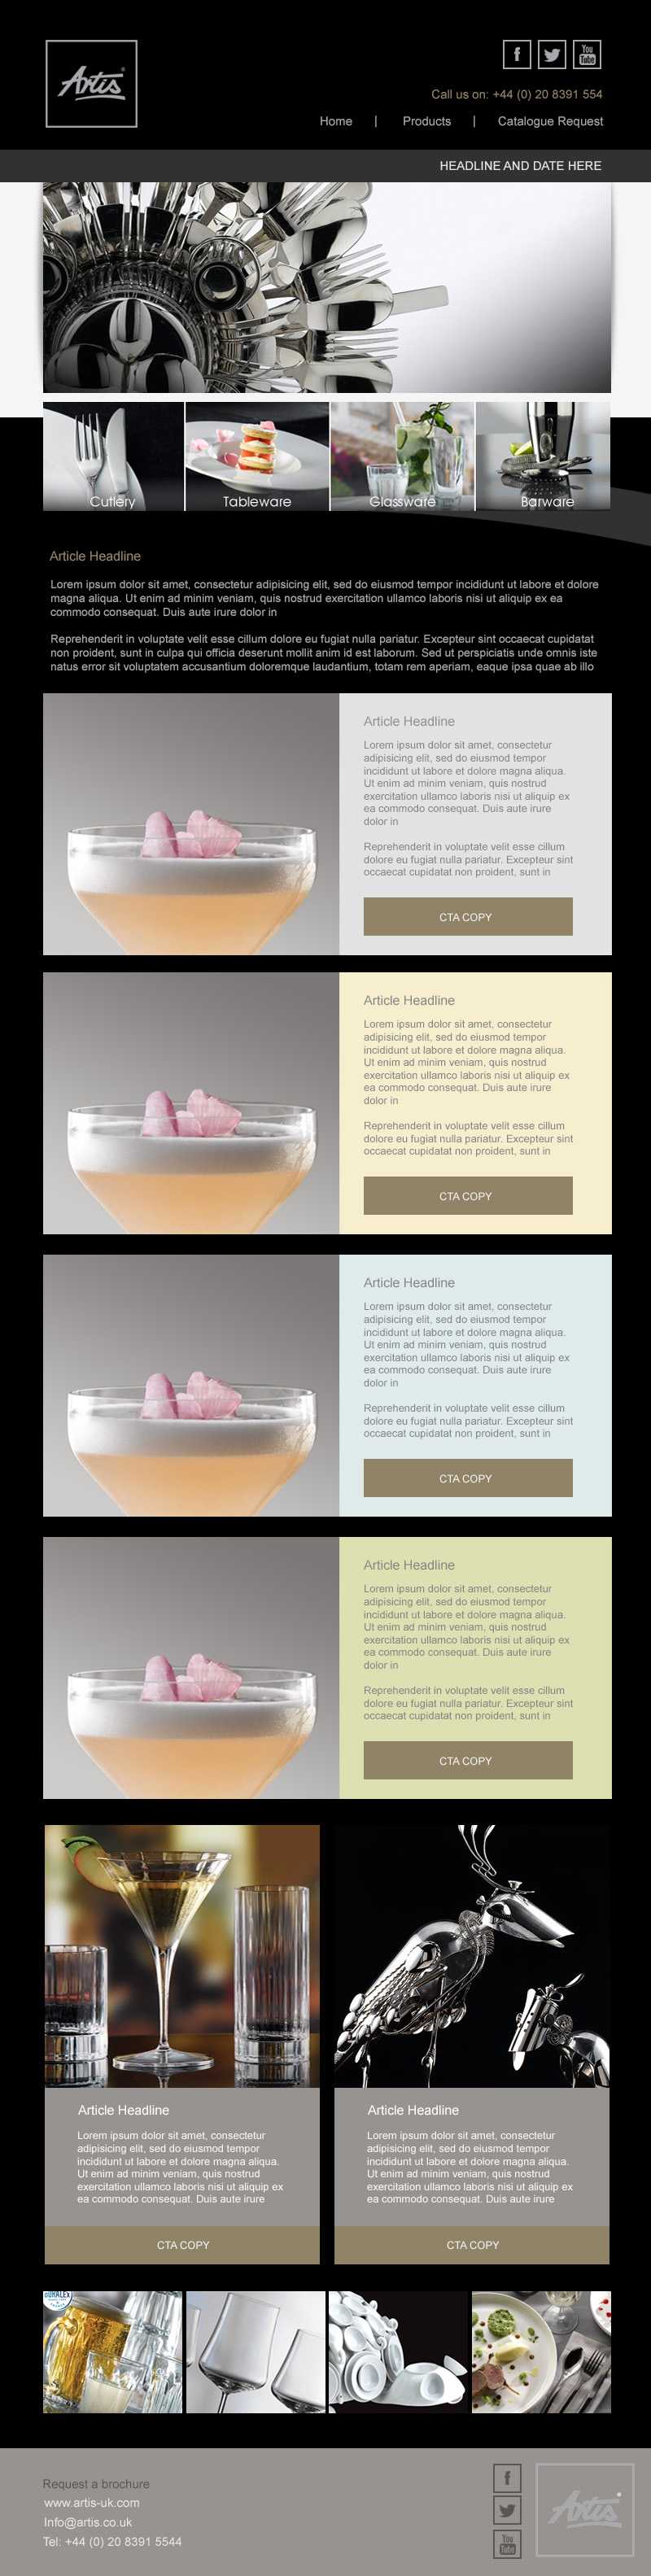 Artis
f
You
Tube
Call us on: +44 (0) 20 8391 554
Home | Products | Catalogue Request
HEADLINE AND DATE HERE
Cutlery
Tableware
Glassware
Barware
Article Headline
Lorem ipsum dolor sit amet, consectetur adipisicing elit, sed do eiusmod tempor incididunt ut labore et dolore
magna aliqua. Ut enim ad minim veniam, quis nostrud exercitation ullamco laboris nisi ut aliquip ex ea
commodo consequat. Duis aute irure dolor in
Reprehenderit in voluptate velit esse cillum dolore eu fugiat nulla pariatur. Excepteur sint occaecat cupidatat
non proident, sunt in culpa qui officia deserunt mollit anim id est laborum. Sed ut perspiciatis unde omnis iste
natus error sit voluptatem accusantium doloremque laudantium, totam rem aperiam, eaque ipsa quae ab illo
Article Headline
Lorem ipsum dolor sit amet, consectetur
adipisicing elit, sed do eiusmod tempor
incididunt ut labore et dolore magna aliqua.
Ut enim ad minim veniam, quis nostrud
exercitation ullamco laboris nisi ut aliquip ex
ea commodo consequat. Duis aute irure
dolor in
Reprehenderit in voluptate velit esse cillum
dolore eu fugiat nulla pariatur. Excepteur sint
occaecat cupidatat non proident, sunt in
CTA COPY
Article Headline
Lorem ipsum dolor sit amet, consectetur
adipisicing elit, sed do eiusmod tempor
incididunt ut labore et dolore magna aliqua.
Ut enim ad minim veniam, quis nostrud
exercitation ullamco laboris nisi ut aliquip ex
ea commodo consequat. Duis aute irure
dolor in
Reprehenderit in voluptate velit esse cillum
dolore eu fugiat nulla pariatur. Excepteur sint
occaecat cupidatat non proident, sunt in
CTA COPY
Article Headline
Lorem ipsum dolor sit amet, consectetur
adipisicing elit, sed do eiusmod tempor
incididunt ut labore et dolore magna aliqua.
Ut enim ad minim veniam, quis nostrud
exercitation ullamco laboris nisi ut aliquip ex
ea commodo consequat. Duis aute irure
dolor in
Reprehenderit in voluptate velit esse cillum
dolore eu fugiat nulla pariatur. Excepteur sint
occaecat cupidatat non proident, sunt in
CTA COPY
Article Headline
Lorem ipsum dolor sit amet, consectetur
adipisicing elit, sed do eiusmod tempor
incididunt ut labore et dolore magna aliqua.
Ut enim ad minim veniam, quis nostrud
exercitation ullamco laboris nisi ut aliquip ex
ea commodo consequat. Duis aute irure
dolor in
Reprehenderit in voluptate velit esse cillum
dolore eu fugiat nulla pariatur. Excepteur sint
occaecat cupidatat non proident, sunt in
CTA COPY
Article Headline
Lorem ipsum dolor sit amet, consectetur
adipisicing elit, sed do eiusmod tempor
incididunt ut labore et dolore magna aliqua.
Ut enim ad minim veniam, quis nostrud
exercitation ullamco laboris nisi ut aliquip ex
ea commodo consequat. Duis aute irure
CTA COPY
Article Headline
Lorem ipsum dolor sit amet, consectetur
adipisicing elit, sed do eiusmod tempor
incididunt ut labore et dolore magna aliqua.
Ut enim ad minim veniam, quis nostrud
exercitation ullamco laboris nisi ut aliquip ex
ea commodo consequat. Duis aute irure
CTA COPY
DURALEX
Request a brochure
www.artis-uk.com
Info@artis.co.uk
Tel: +44 (0) 20 8391 5544
f
You
Tube
Artis